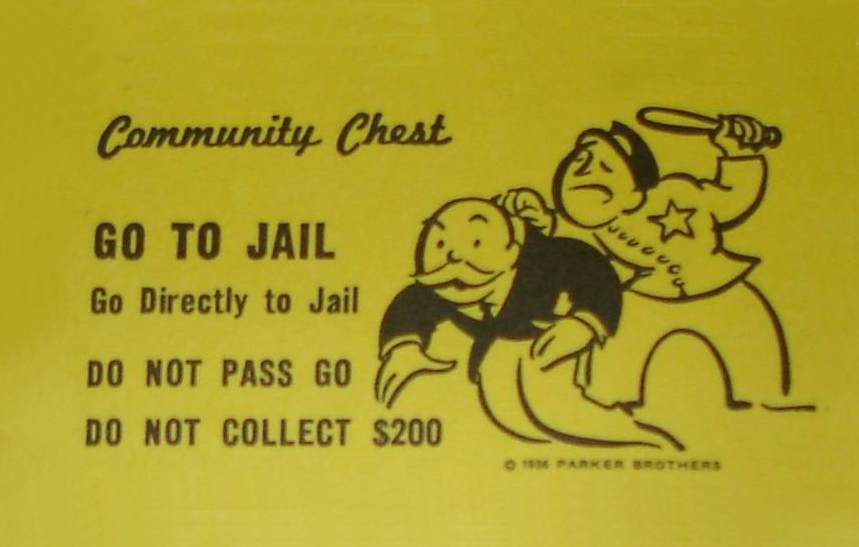 Community Chest
GO TO JAIL
Go Directly to Jail
DO NOT PASS GO
DO NOT COLLECT $200
© 1936 PARKER BROTHERS